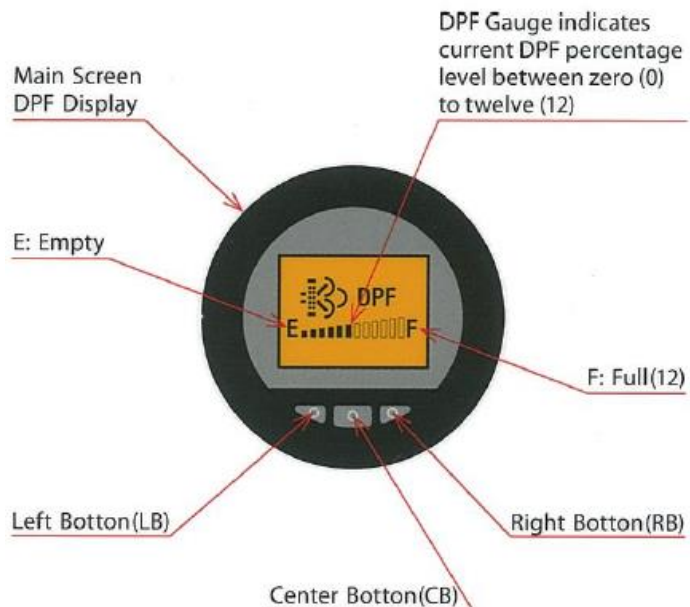 DPF Gauge indicates
current DPF percentage
level between zero (0)
to twelve (12)
Main Screen
DPF Display
E: Empty
DPF
E F
F: Full(12)
Left Botton(LB)
Right Botton(RB)
Center Botton(CB)